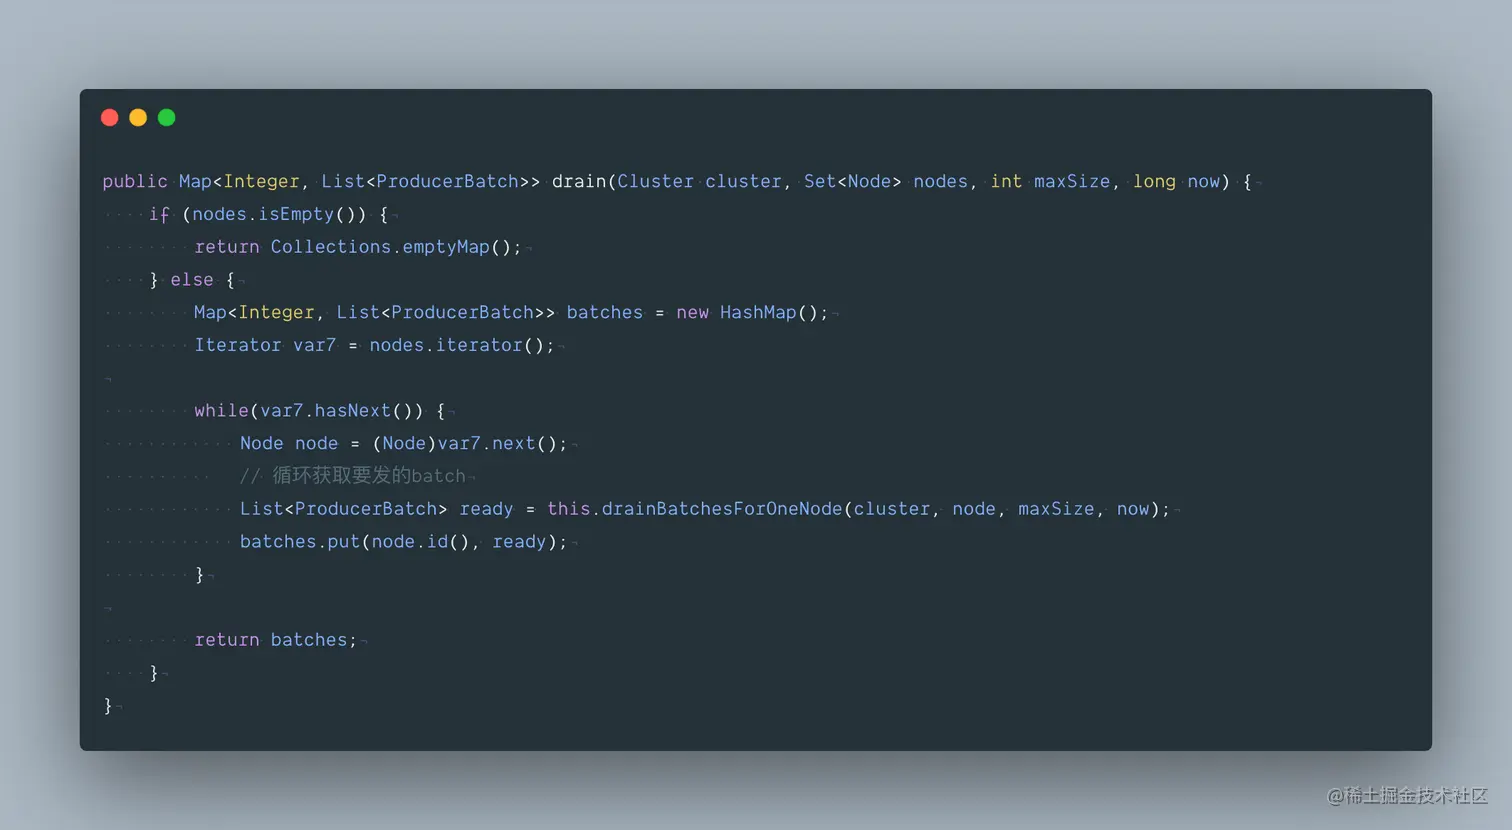 public Map<Integer, List<ProducerBatch>> drain(Cluster cluster, Set<Node> nodes, int maxSize, long now) {
    if (nodes.isEmpty()) {
        return Collections.emptyMap();
    } else {
        Map<Integer, List<ProducerBatch>> batches = new HashMap();
        Iterator var7 = nodes.iterator();

        while(var7.hasNext()) {
            Node node = (Node)var7.next();
            // 循环获取要发的batch
            List<ProducerBatch> ready = this.drainBatchesForOneNode(cluster, node, maxSize, now);
            batches.put(node.id(), ready);
        }

        return batches;
    }
}
@稀土掘金技术社区